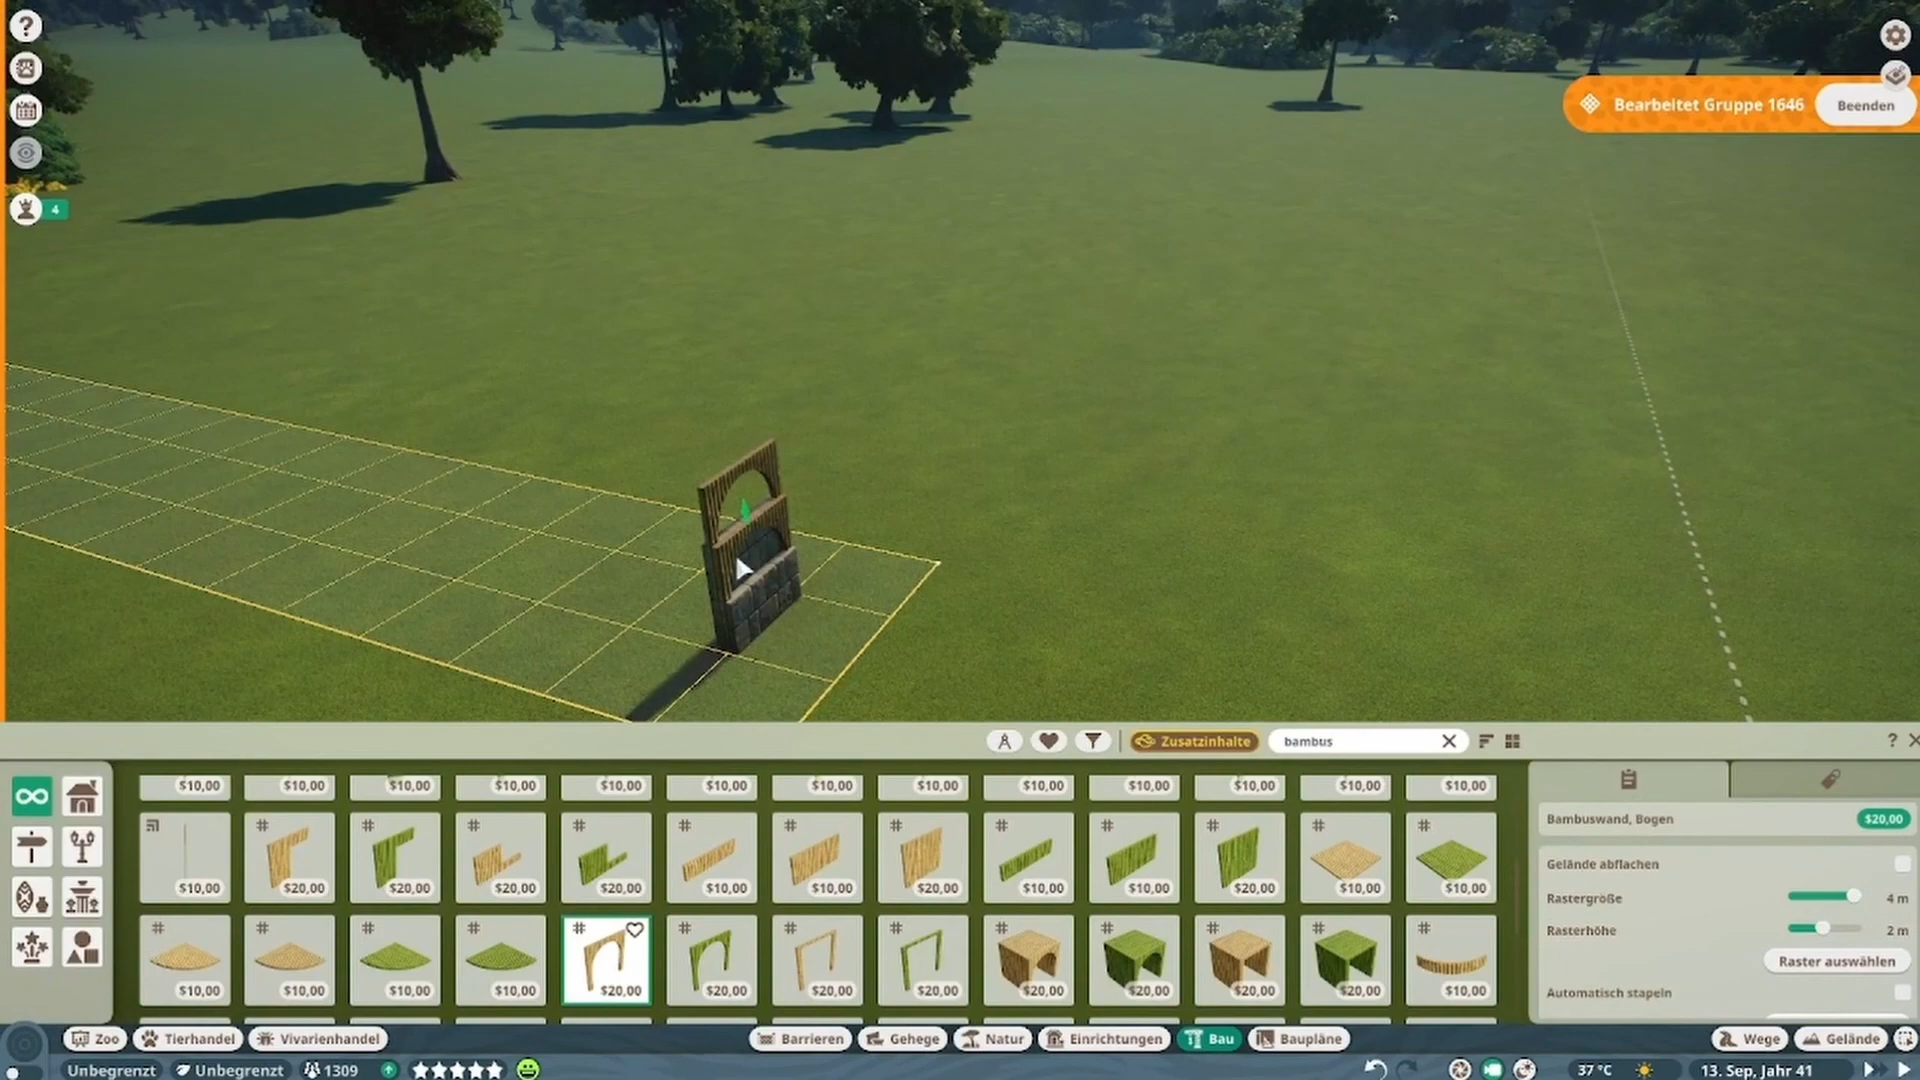 ?
4
Bearbeitet Gruppe 1646
Beenden
Zusatzinhalte
bambus
?
$10,00 $10,00 $10,00 $10,00 $10,00 $10,00 $10,00 $10,00 $10,00 $10,00 $10,00 $10,00 $10,00
$10,00 $20,00 $20,00 $20,00 $20,00 $10,00 $10,00 $20,00 $10,00 $10,00 $20,00 $10,00 $10,00
$10,00 $10,00 $10,00 $10,00 $20,00 $20,00 $20,00 $20,00 $20,00 $20,00 $20,00 $20,00 $10,00
Bambuswand, Bogen $20,00
Gelände abflachen
Rastergröße 4 m
Rasterhöhe 2 m
Raster auswählen
Automatisch stapeln
Zoo Tierhandel Vivarienhandel Barrieren Gehege Natur Einrichtungen Bau Baupläne Wege Gelände
Unbegrenzt Unbegrenzt 1309 37 °C 13. Sep, Jahr 41